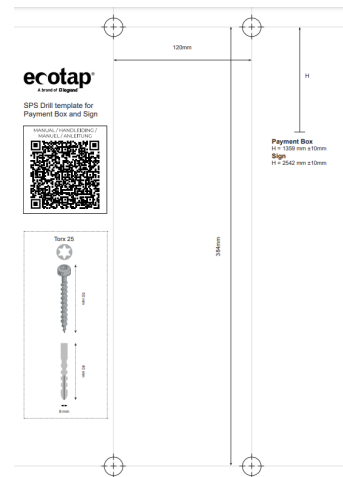 120mm
H
ecotap®
A brand of legrand
SPS Drill template for
Payment Box and Sign
MANUAL / HANDLEIDING /
MANUEL / ANLEITUNG
Payment Box
H = 1359 mm ±10mm
Sign
H = 2542 mm ±10mm
Torx 25
384mm
8 mm